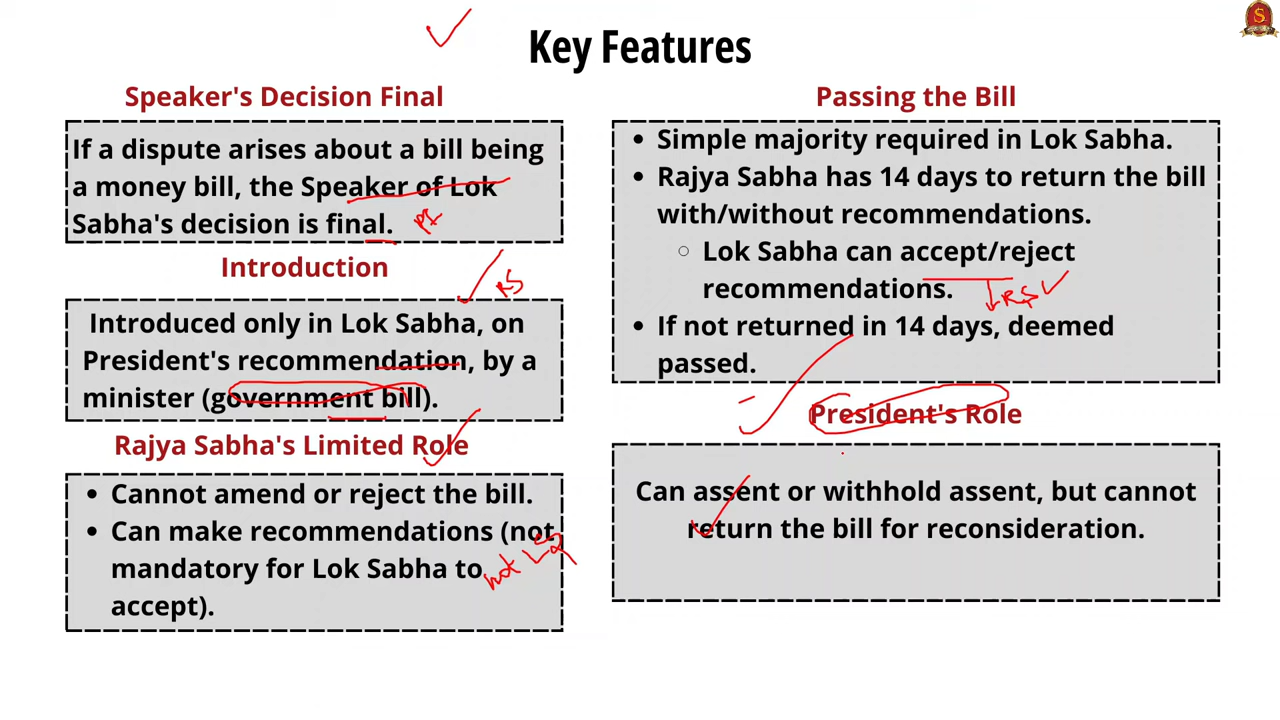 Key Features
Speaker's Decision Final
If a dispute arises about a bill being
a money bill, the Speaker of Lok
Sabha's decision is final.
Introduction
RS
Introduced only in Lok Sabha, on
President's recommendation, by a
minister (government bill).
Rajya Sabha's Limited Role
• Cannot amend or reject the bill.
• Can make recommendations (not
mandatory for Lok Sabha to
not
accept).
Passing the Bill
• Simple majority required in Lok Sabha.
• Rajya Sabha has 14 days to return the bill
with/without recommendations.
○ Lok Sabha can accept/reject
recommendations.
RS
• If not returned in 14 days, deemed
passed.
President's Role
Can assent or withhold assent, but cannot
return the bill for reconsideration.